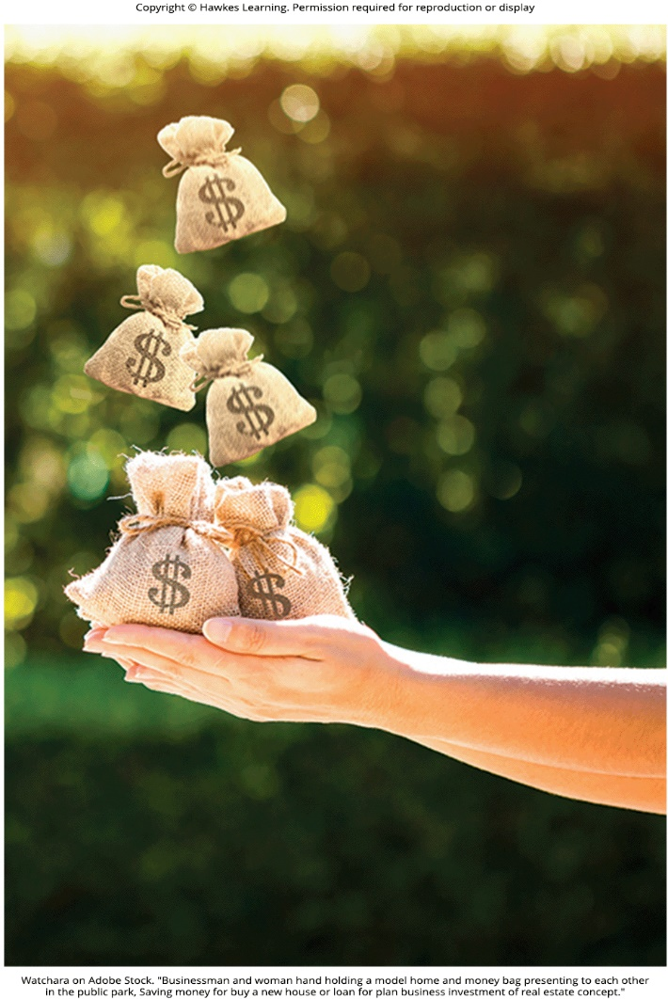 Copyright © Hawkes Learning. Permission required for reproduction or display
$
$
$
$
$
Watchara on Adobe Stock. "Businessman and woman hand holding a model home and money bag presenting to each other
in the public park, Saving money for buy a new house or loan for plan business investment of real estate concept."